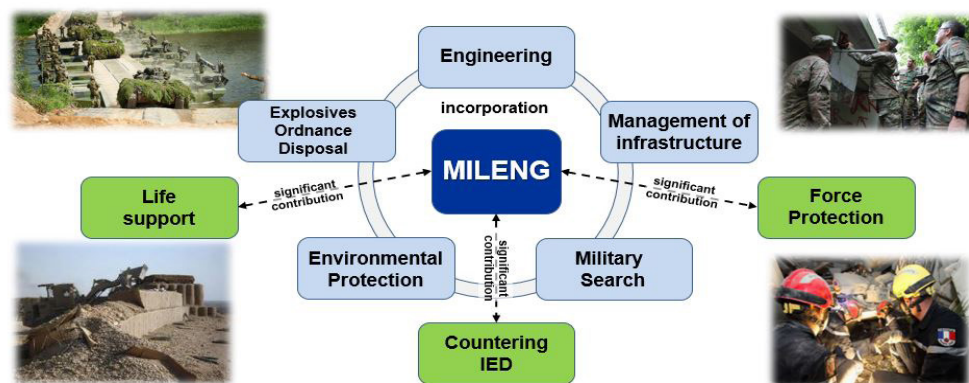 Engineering
incorporation
Explosives
Ordnance
Disposal
Management of
infrastructure
MILENG
Life
support
significant
contribution
significant
contribution
Force
Protection
Environmental
Protection
significant
contribution
Military
Search
Countering
IED